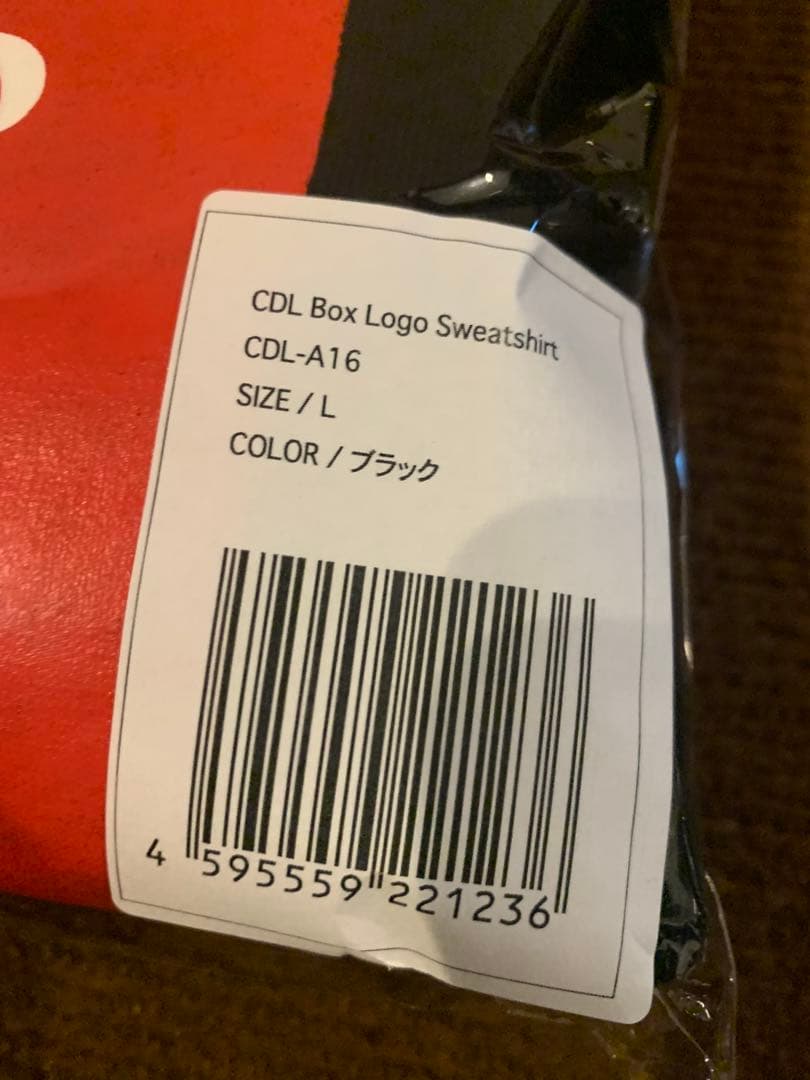 CDL Box Logo Sweatshirt
CDL-A16
SIZE / L
COLOR / ブラック
4 595559 221236